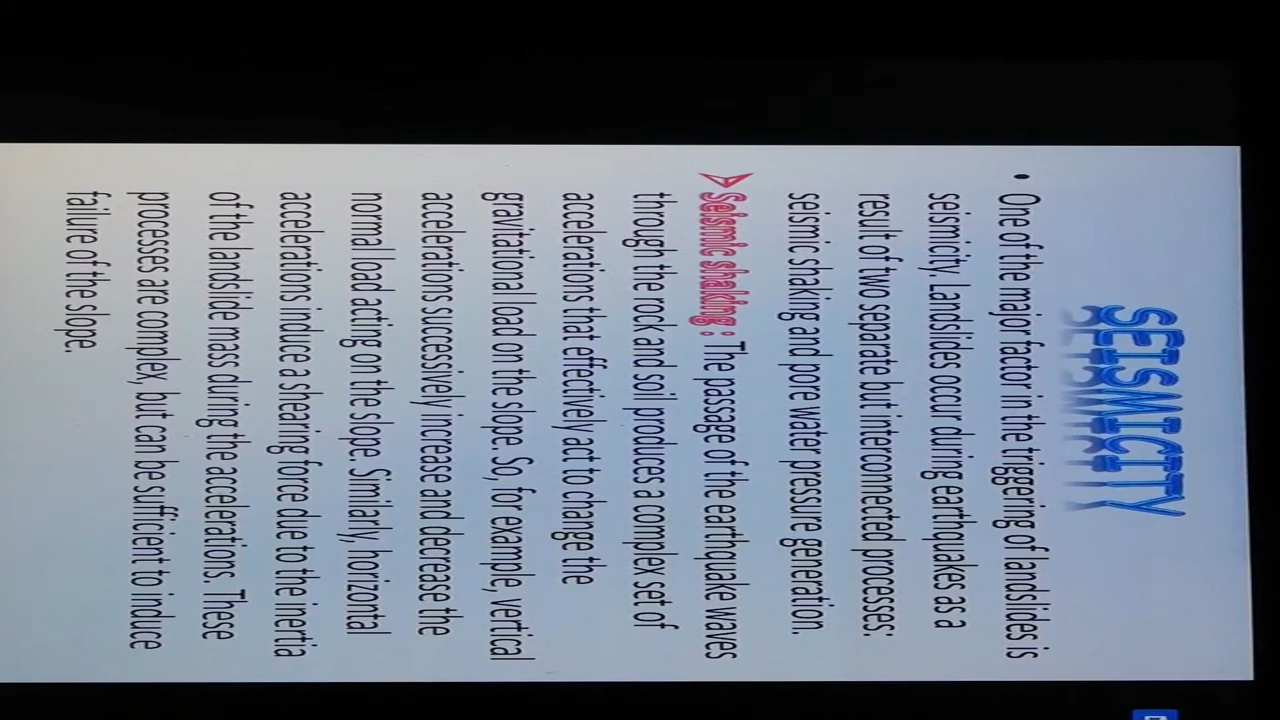 SEISMICITY
• One of the major factor in the triggering of landslides is
seismicity Landslides occur during earthquakes as a
result of two separate but interconnected processes:
seismic shaking and pore water pressure generation.
➢ Seismic shaking : The passage of the earthquake waves
through the rock and soil produces a complex set of
accelerations that effectively act to change the
gravitational load on the slope. So, for example, vertical
accelerations successively increase and decrease the
normal load acting on the slope. Similarly, horizontal
accelerations induce a shearing force due to the inertia
of the landslide mass during the accelerations. These
processes are complex, but can be sufficient to induce
failure of the slope.